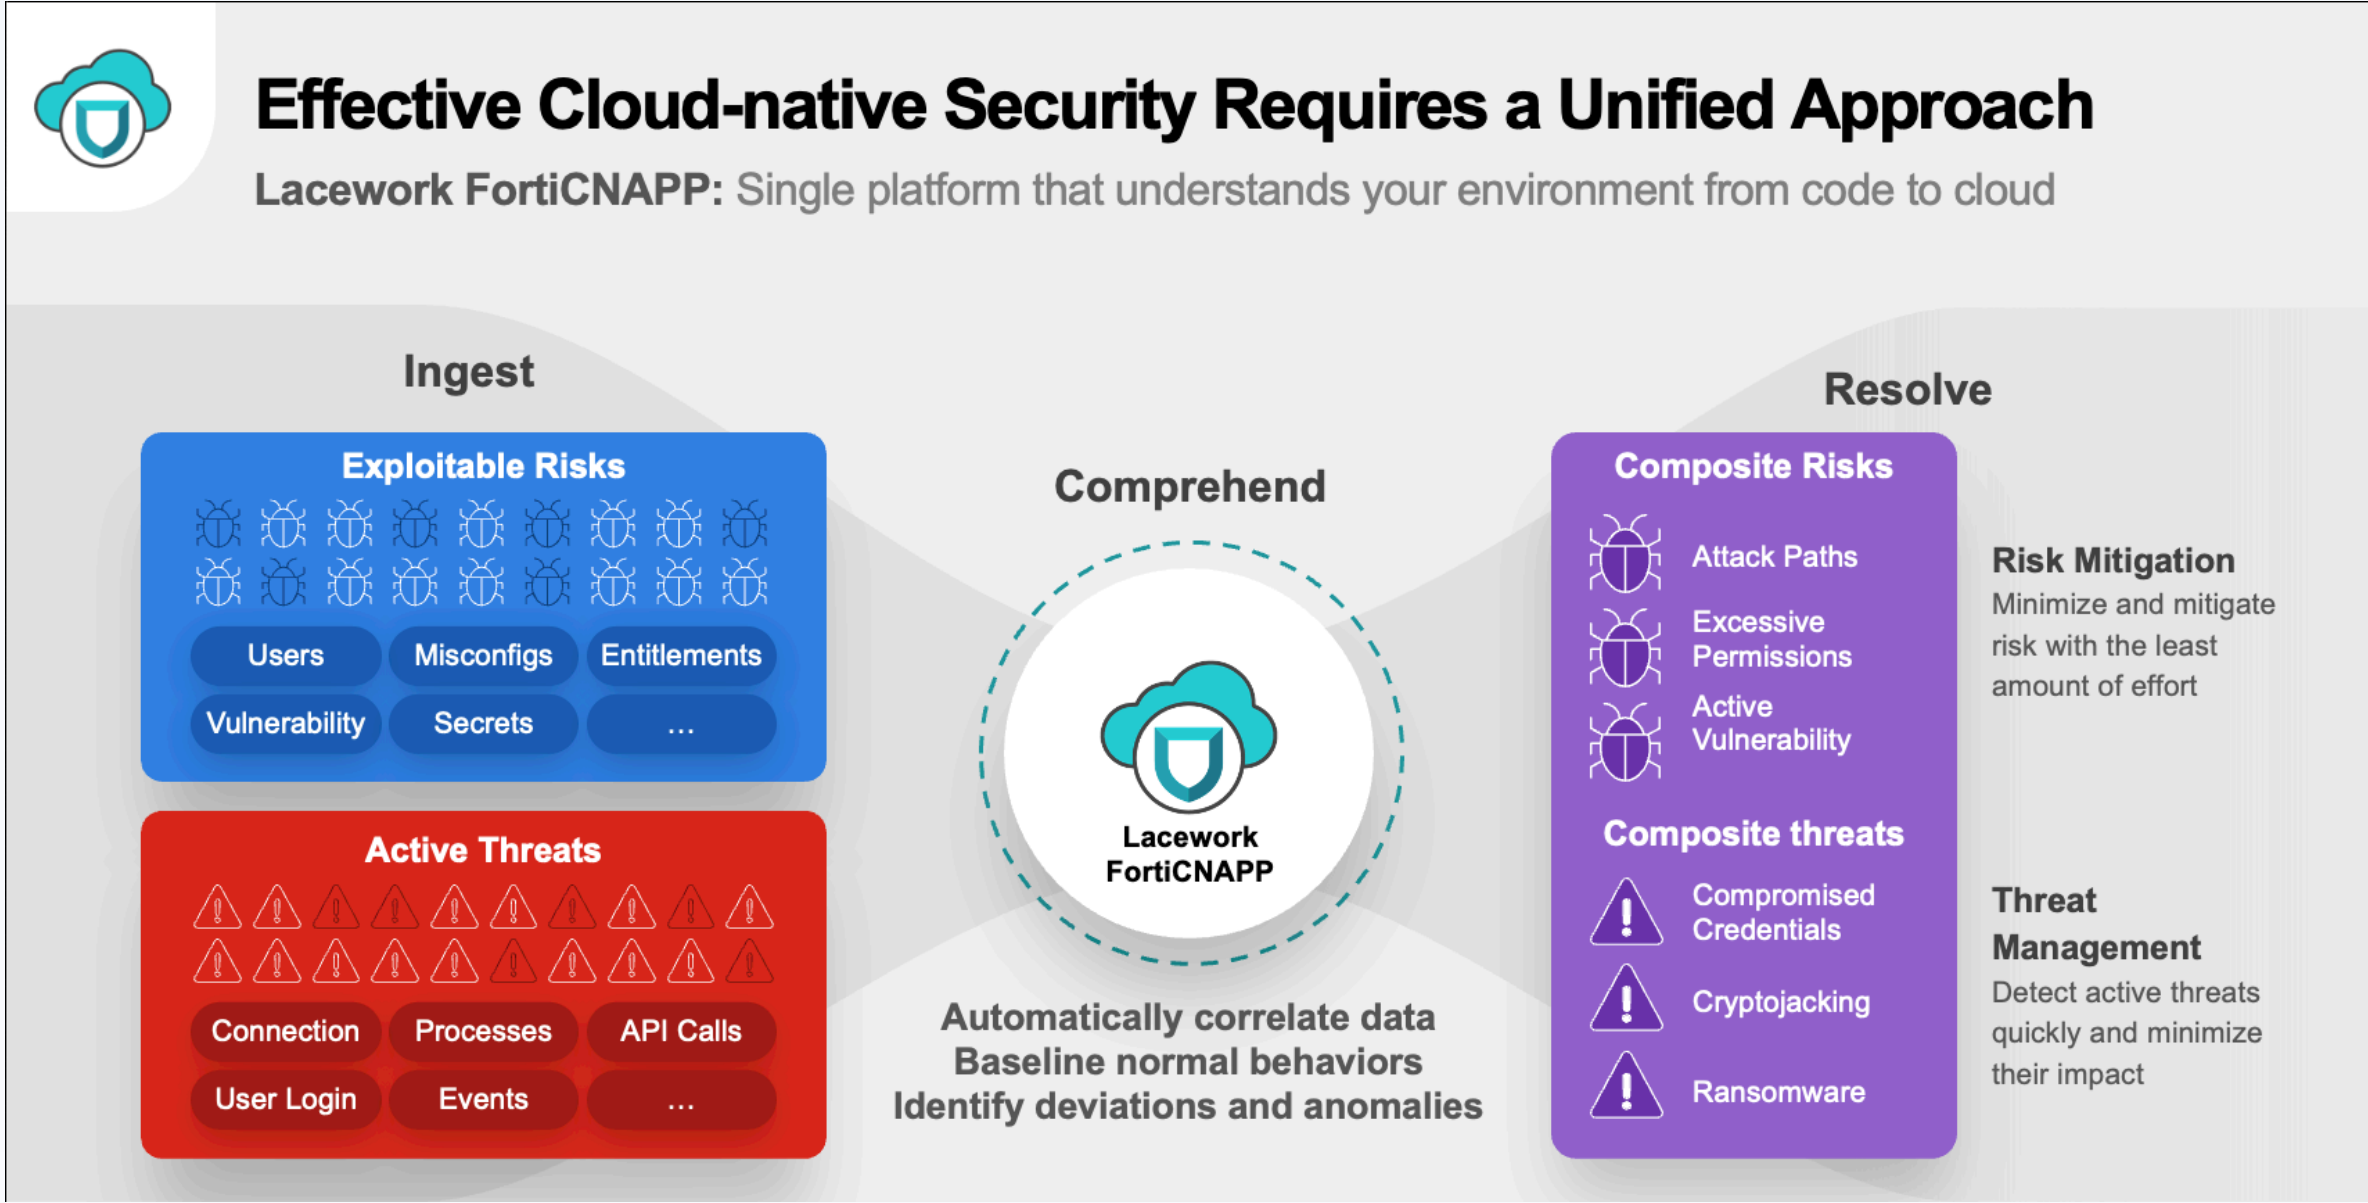 Effective Cloud-native Security Requires a Unified Approach
Lacework FortiCNAPP: Single platform that understands your environment from code to cloud
Ingest
Exploitable Risks
Users
Misconfigs
Entitlements
Vulnerability
Secrets
...
Active Threats
Connection
Processes
API Calls
User Login
Events
...
Comprehend
Lacework
FortiCNAPP
Automatically correlate data
Baseline normal behaviors
Identify deviations and anomalies
Resolve
Composite Risks
Attack Paths
Excessive
Permissions
Active
Vulnerability
Composite threats
Compromised
Credentials
Cryptojacking
Ransomware
Risk Mitigation
Minimize and mitigate
risk with the least
amount of effort
Threat
Management
Detect active threats
quickly and minimize
their impact